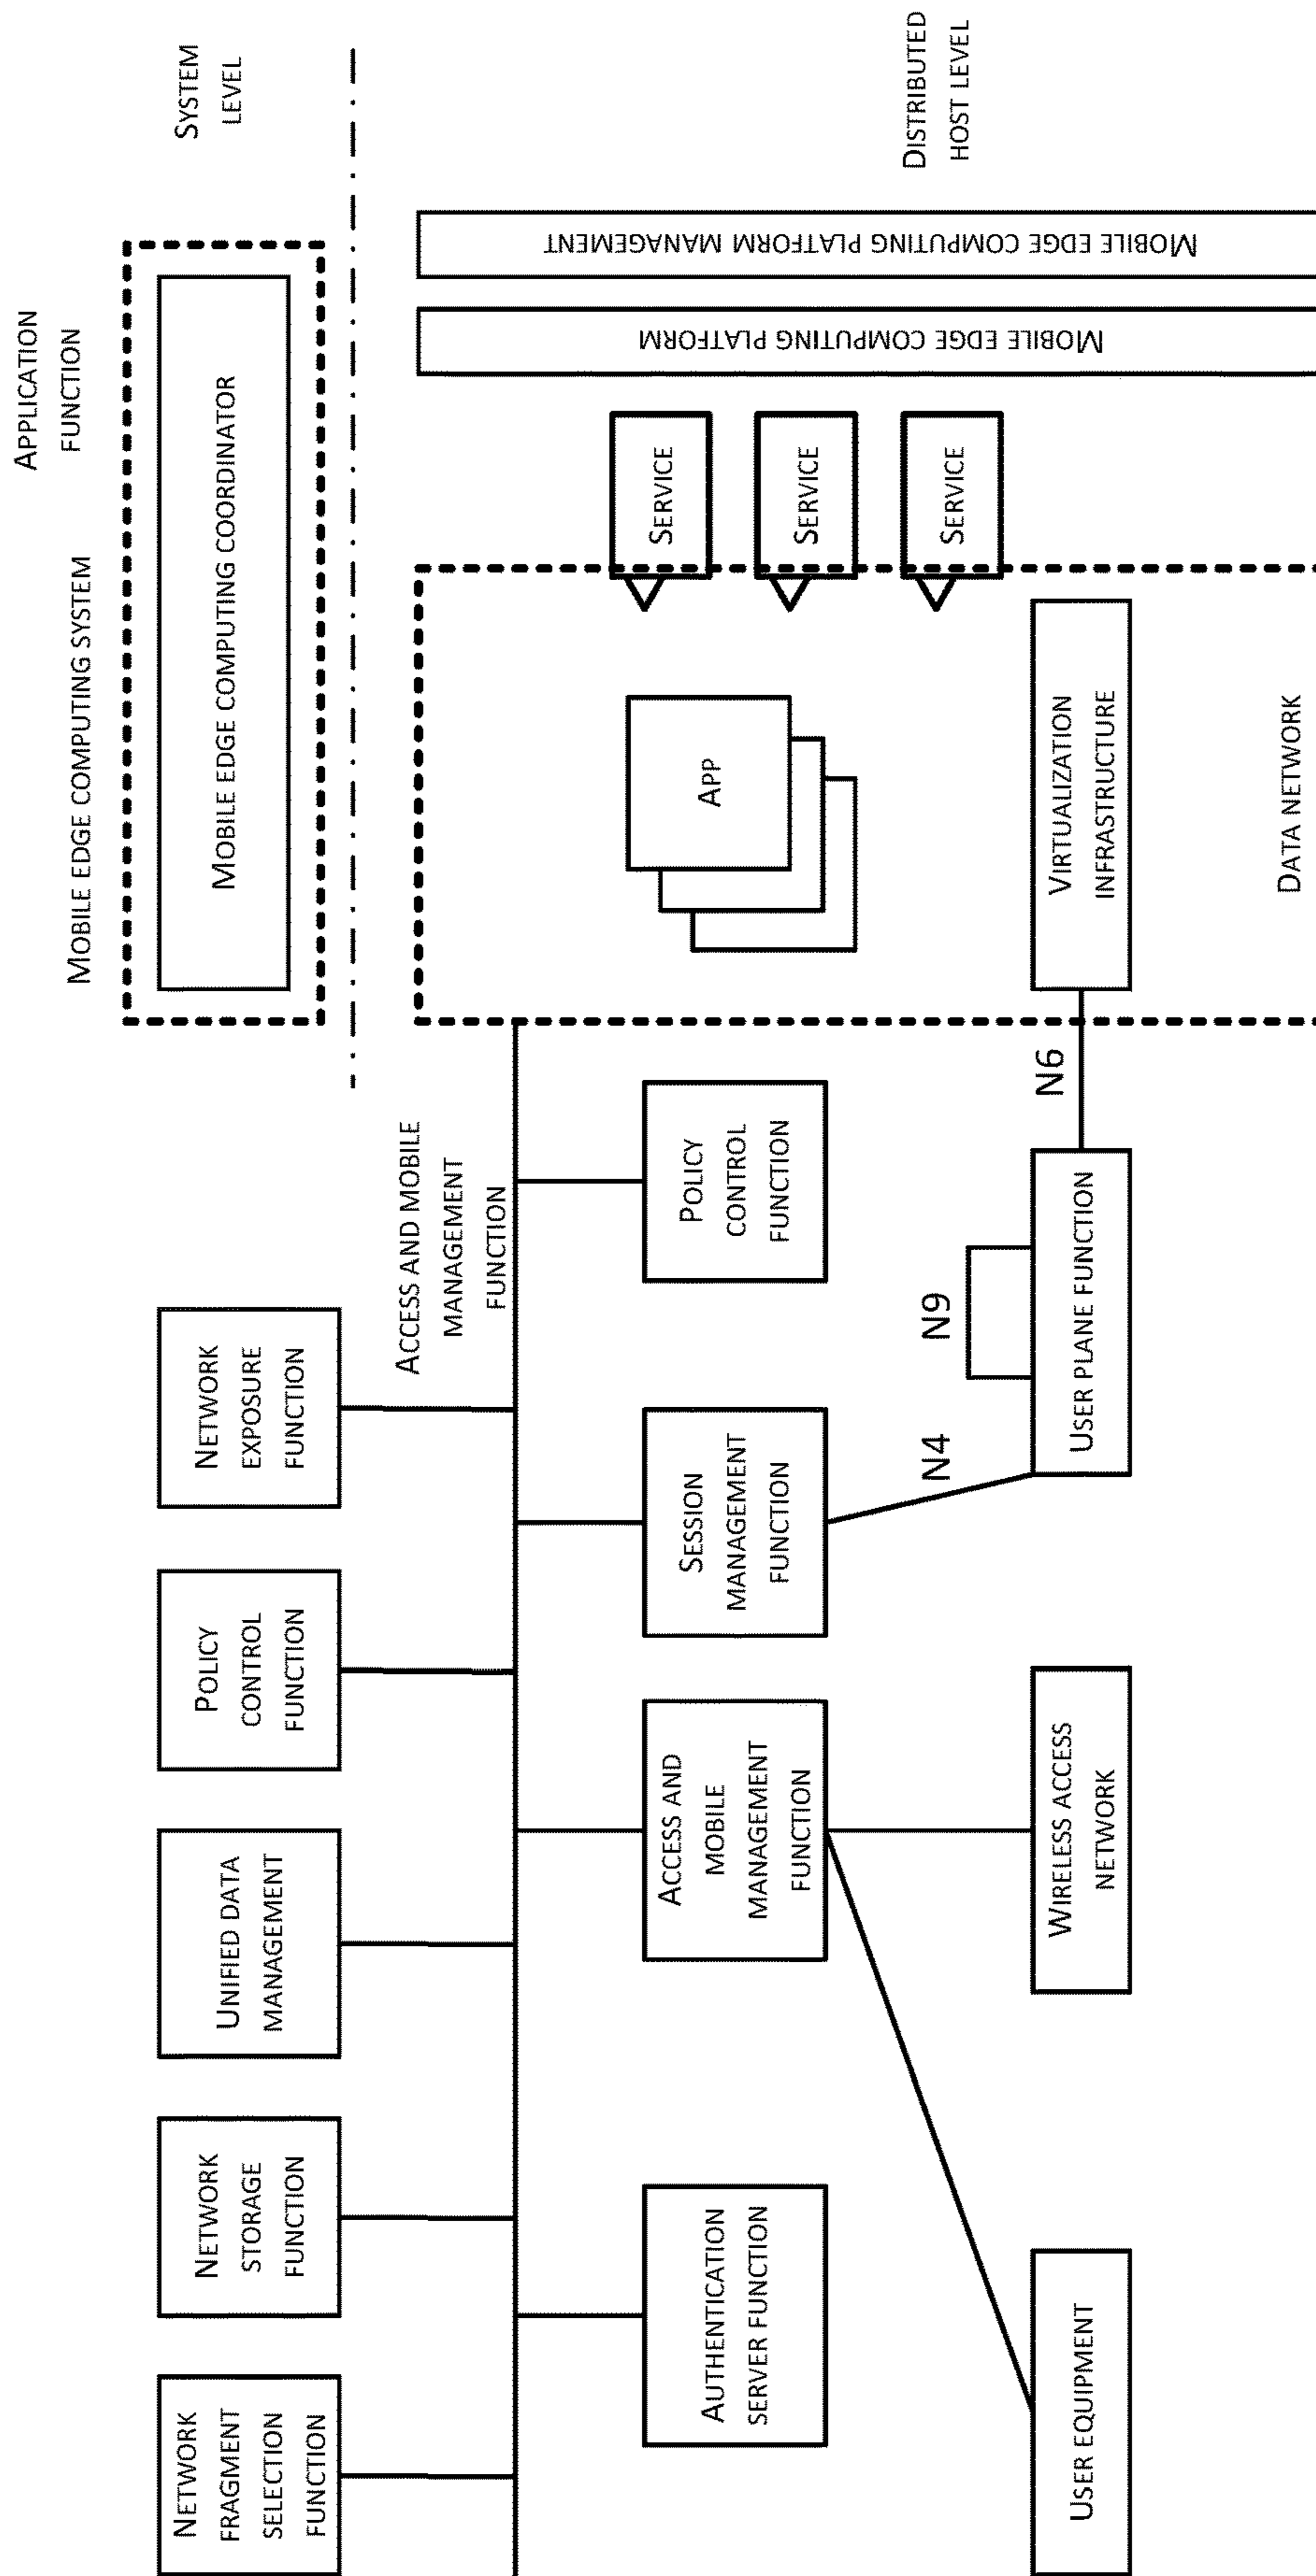 APPLICATION
FUNCTION
MOBILE EDGE COMPUTING SYSTEM
SYSTEM
LEVEL
MOBILE EDGE COMPUTING COORDINATOR
NETWORK
FRAGMENT
SELECTION
FUNCTION
NETWORK
STORAGE
FUNCTION
UNIFIED DATA
MANAGEMENT
POLICY
CONTROL
FUNCTION
NETWORK
EXPOSURE
FUNCTION
ACCESS AND MOBILE
MANAGEMENT
FUNCTION
AUTHENTICATION
SERVER FUNCTION
ACCESS AND
MOBILE
MANAGEMENT
FUNCTION
SESSION
MANAGEMENT
FUNCTION
POLICY
CONTROL
FUNCTION
APP
SERVICE
SERVICE
SERVICE
MOBILE EDGE COMPUTING PLATFORM
MOBILE EDGE COMPUTING PLATFORM MANAGEMENT
DISTRIBUTED
HOST LEVEL
N4
N9
N6
USER EQUIPMENT
WIRELESS ACCESS
NETWORK
USER PLANE FUNCTION
VIRTUALIZATION
INFRASTRUCTURE
DATA NETWORK